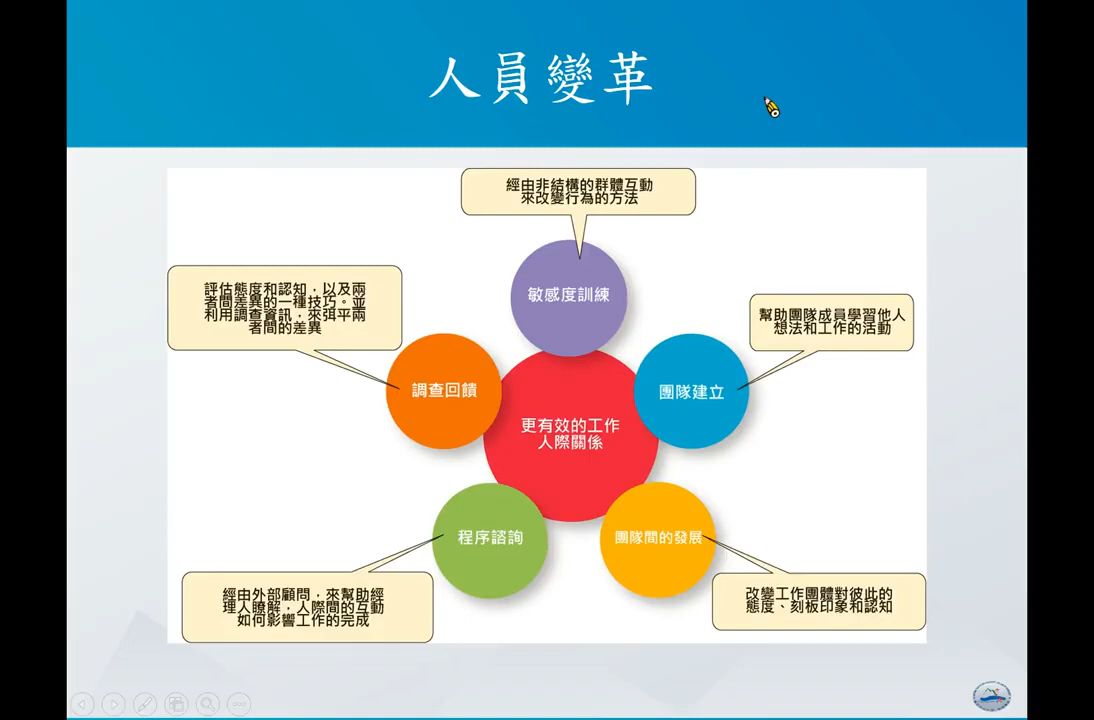 人員變革
經由非結構的群體互動
來改變行為的方法
敏感度訓練
評估態度和認知，以及兩
者間差異的一種技巧。並
利用調查資訊，來弭平兩
者間的差異
調查回饋
幫助團隊成員學習他人
想法和工作的活動
團隊建立
更有效的工作
人際關係
程序諮詢
經由外部顧問，來幫助經
理人瞭解，人際間的互動
如何影響工作的完成
團隊間的發展
改變工作團體對彼此的
態度、刻板印象和認知